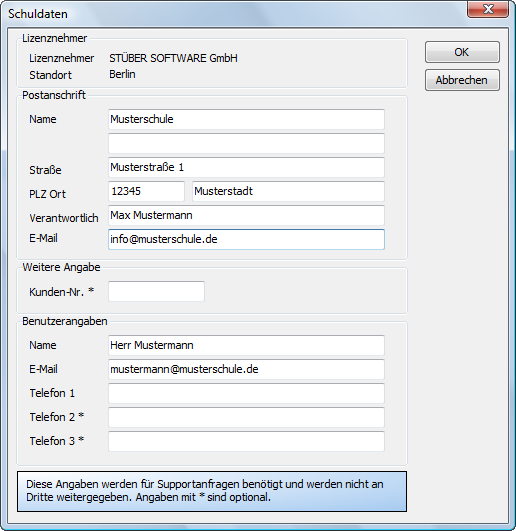 Schuldaten
Lizenznehmer
OK
Lizenznehmer STÜBER SOFTWARE GmbH
Standort Berlin
Abbrechen
Postanschrift
Name Musterschule
Straße Musterstraße 1
PLZ Ort 12345 Musterstadt
Verantwortlich Max Mustermann
E-Mail info@musterschule.de
Weitere Angabe
Kunden-Nr. *
Benutzerangaben
Name Herr Mustermann
E-Mail mustermann@musterschule.de
Telefon 1
Telefon 2 *
Telefon 3 *
Diese Angaben werden für Supportanfragen benötigt und werden nicht an
Dritte weitergegeben. Angaben mit * sind optional.